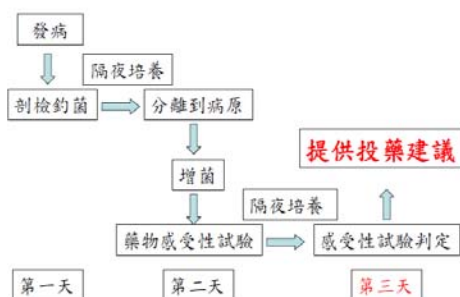 發病
隔夜培養
剖檢釣菌
分離到病原
提供投藥建議
增菌
隔夜培養
藥物感受性試驗
感受性試驗判定
第一天
第二天
第三天